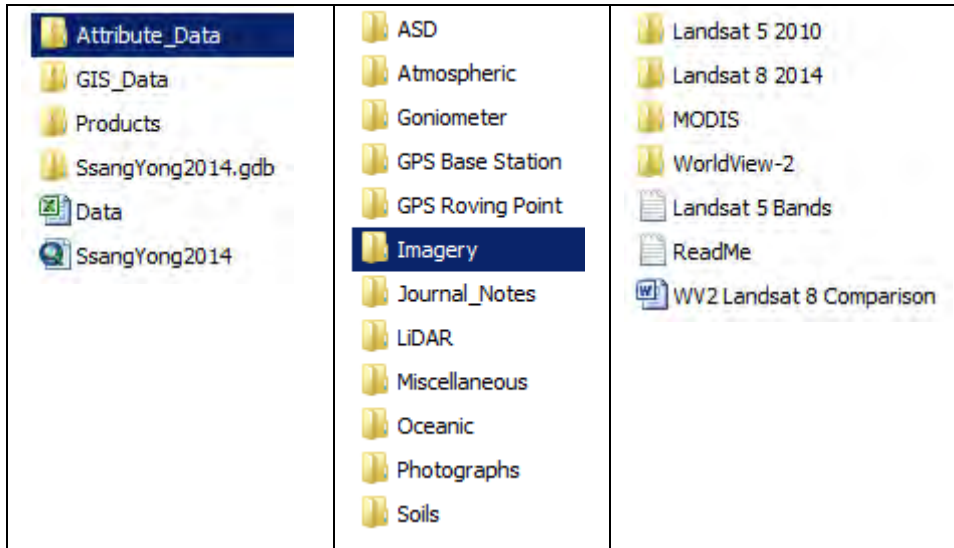 Attribute_Data
GIS_Data
Products
SsangYong2014.gdb
Data
SsangYong2014
ASD
Atmospheric
Goniometer
GPS Base Station
GPS Roving Point
Imagery
Journal_Notes
LiDAR
Miscellaneous
Oceanic
Photographs
Soils
Landsat 5 2010
Landsat 8 2014
MODIS
WorldView-2
Landsat 5 Bands
ReadMe
WV2 Landsat 8 Comparison